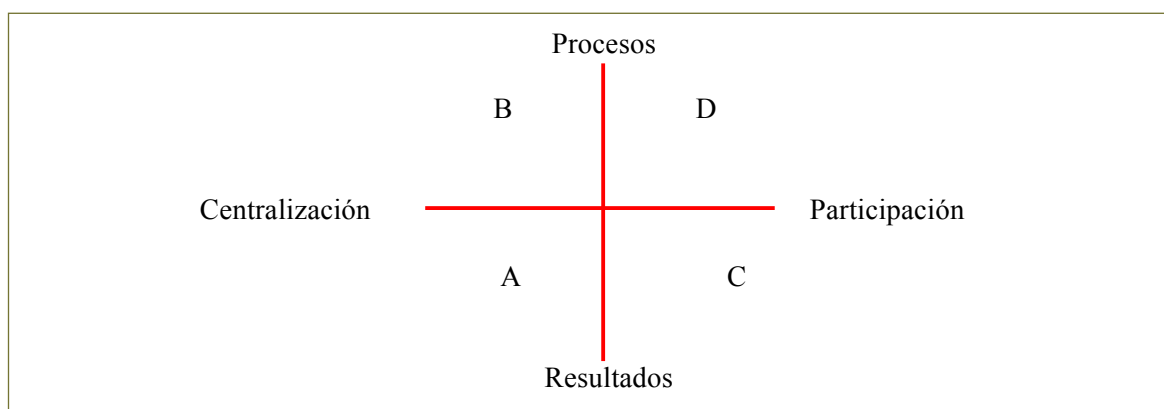 Procesos
B D
Centralización Participación
A C
Resultados